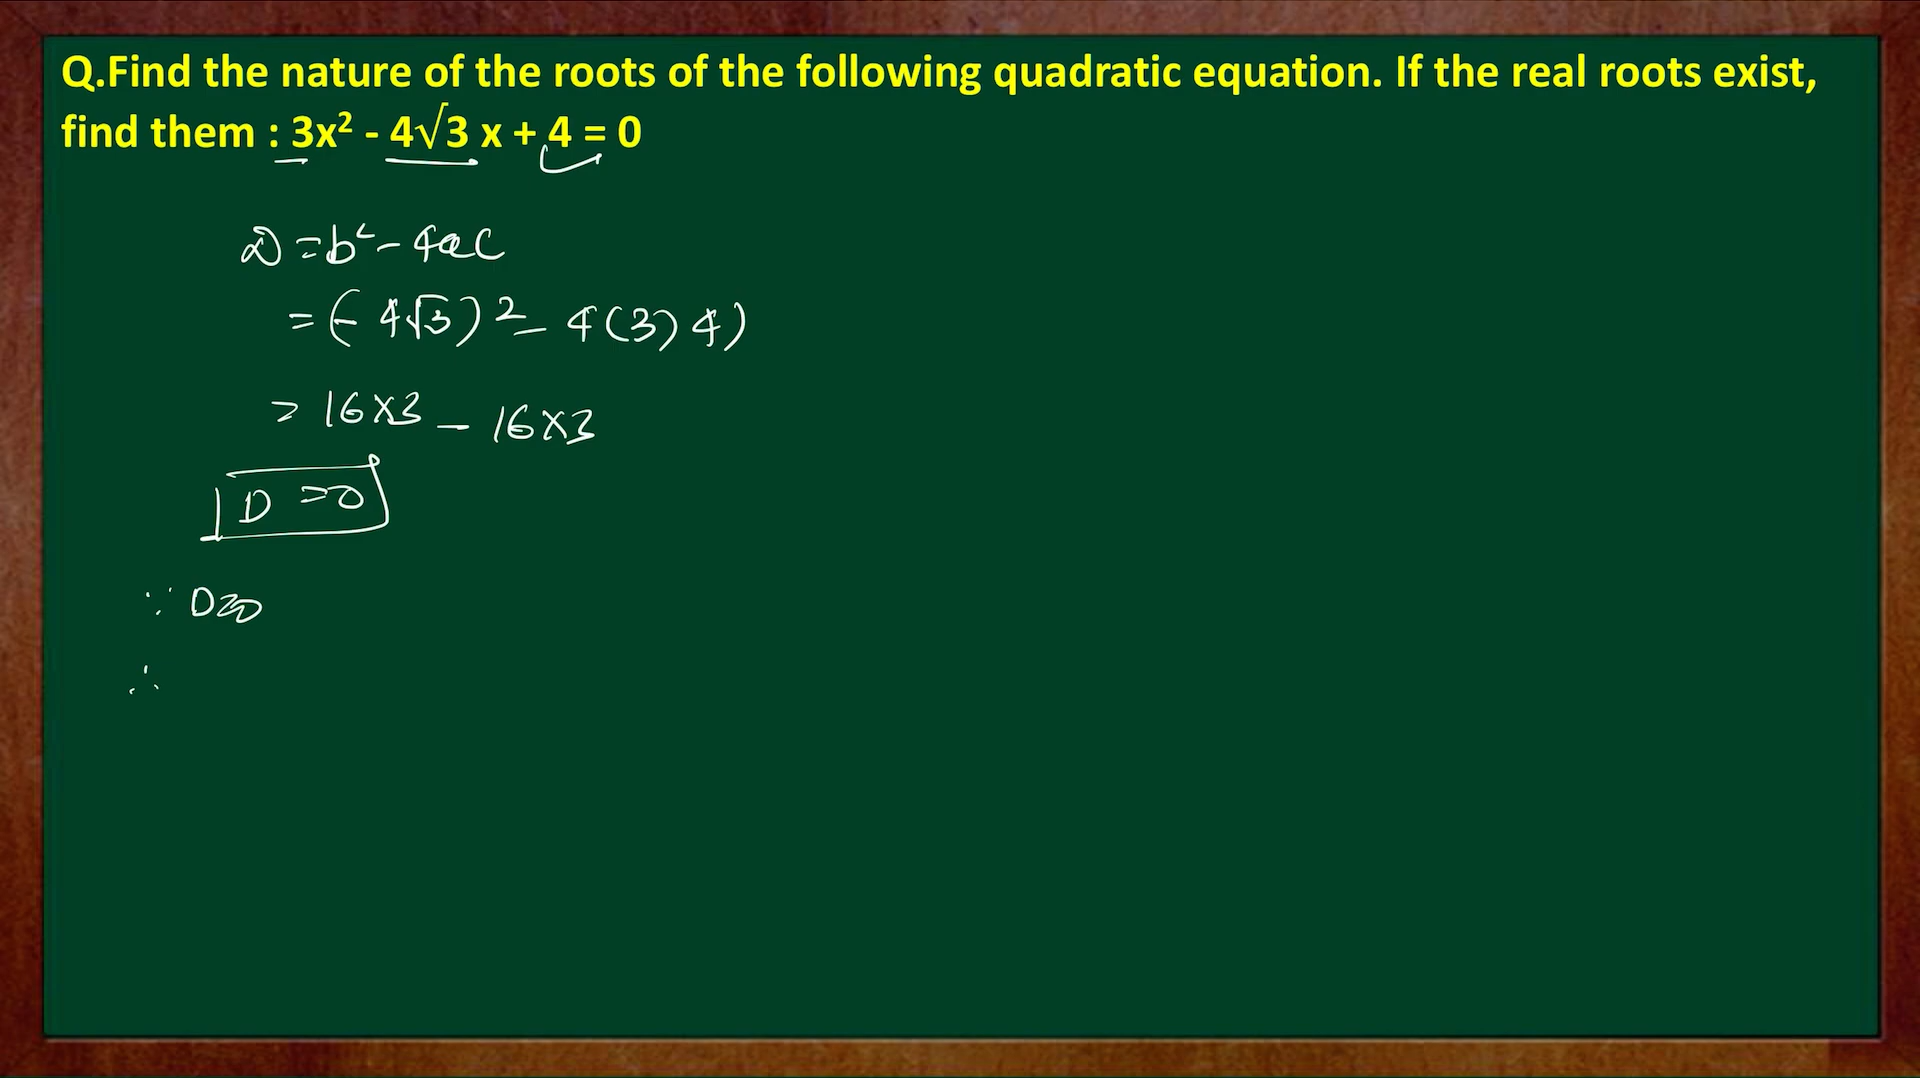 Q.Find the nature of the roots of the following quadratic equation. If the real roots exist,
find them : 3x² - 4√3 x + 4 = 0
D = b² - 4ac
= (- 4√3)² - 4(3)4)
= 16×3 - 16×3
D = 0
∵ D=0
∴